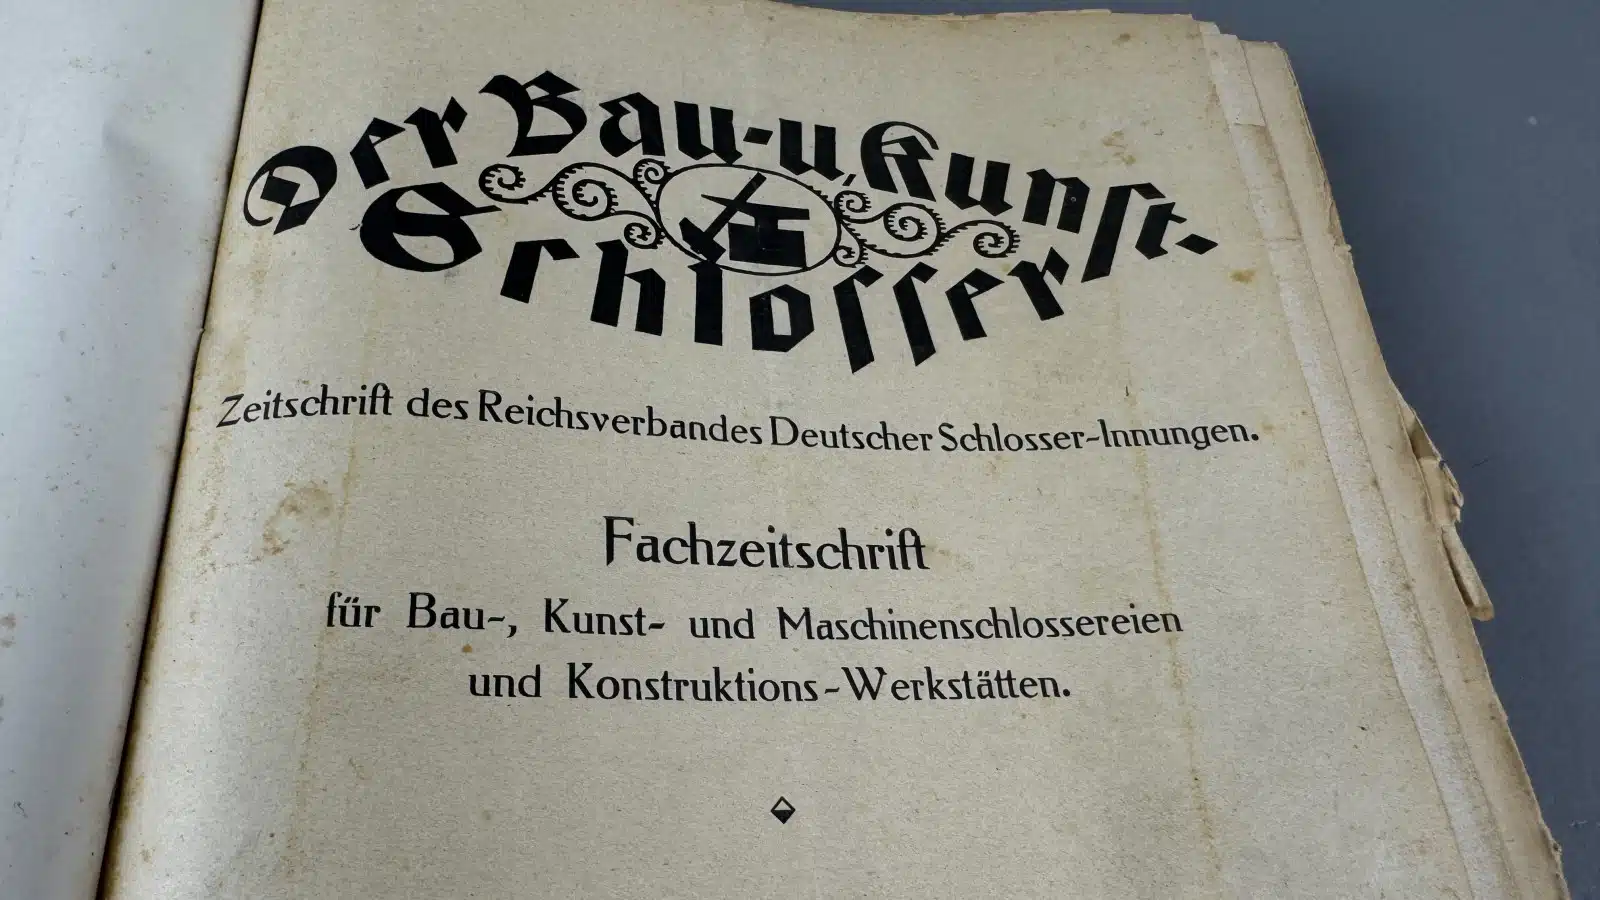 Der Bau- u. Kunst-
Schlosser
Zeitschrift des Reichsverbandes Deutscher Schlosser-Innungen.
Fachzeitschrift
für Bau-, Kunst- und Maschinenschlossereien
und Konstruktions-Werkstätten.